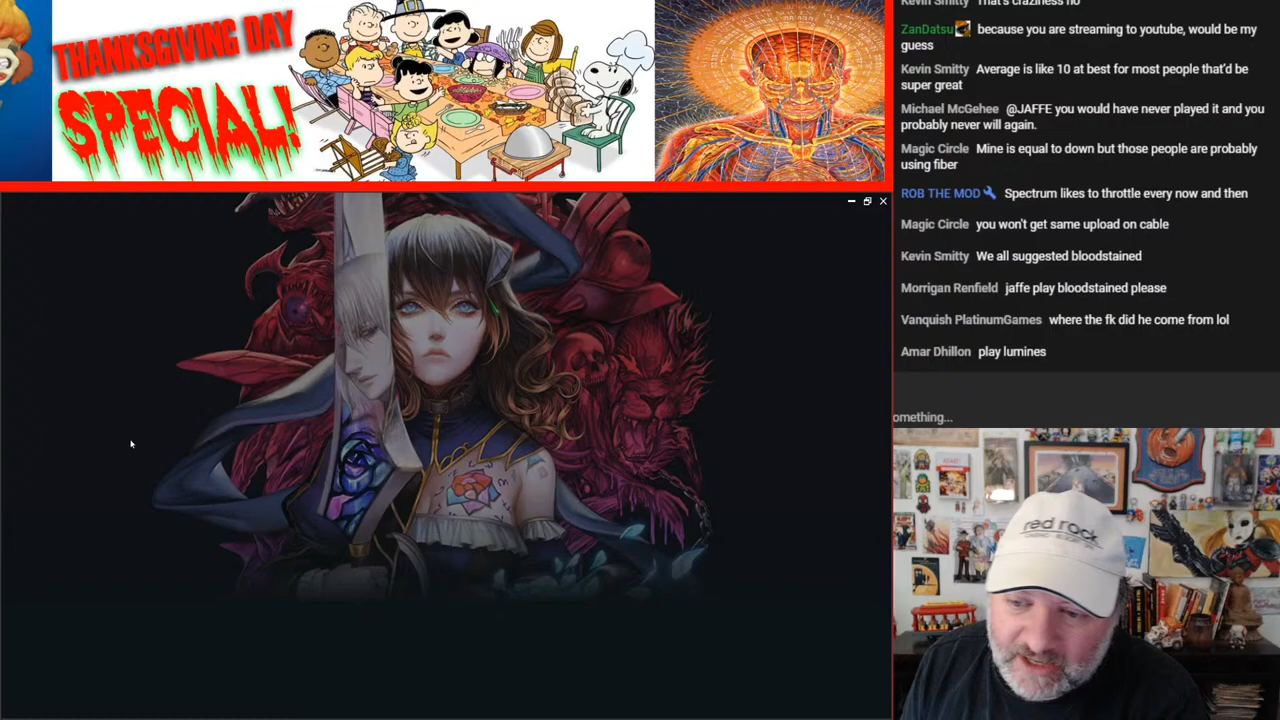 THANKSGIVING DAY
SPECIAL!
Kevin Smitty That's craziness no
ZanDatsu because you are streaming to youtube, would be my
guess
Kevin Smitty Average is like 10 at best for most people that'd be
super great
Michael McGehee @JAFFE you would have never played it and you
probably never will again.
Magic Circle Mine is equal to down but those people are probably
using fiber
ROB THE MOD Spectrum likes to throttle every now and then
Magic Circle you won't get same upload on cable
Kevin Smitty We all suggested bloodstained
Morrigan Renfield jaffe play bloodstained please
Vanquish PlatinumGames where the fk did he come from lol
Amar Dhillon play lumines
omething...
red rock